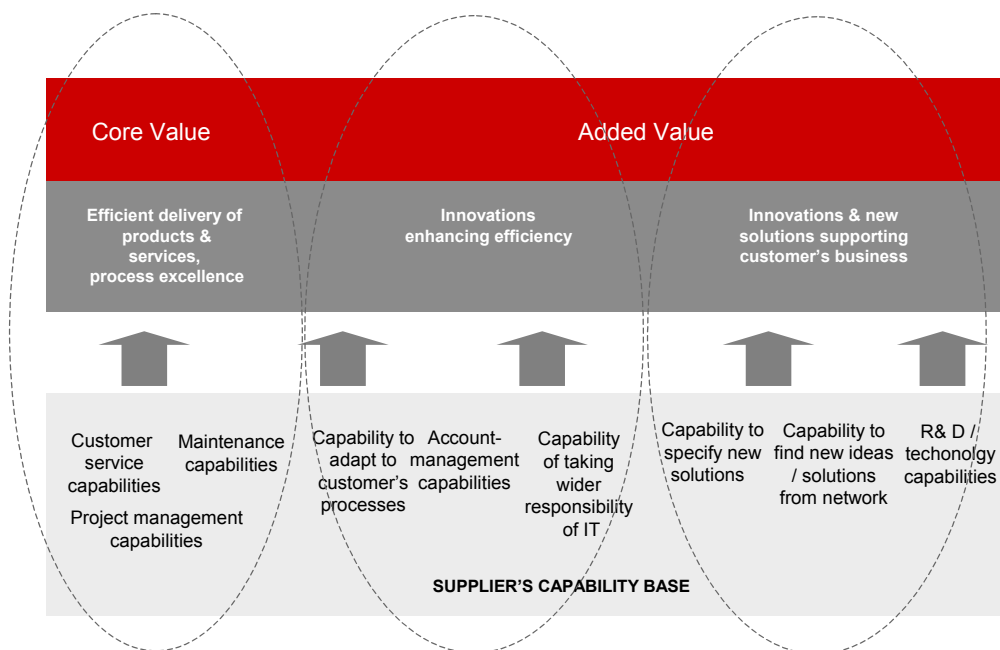 Core Value
Added Value
Efficient delivery of
products &
services,
process excellence
Innovations
enhancing efficiency
Innovations & new
solutions supporting
customer's business
Customer
service
capabilities
Maintenance
capabilities
Project management
capabilities
Capability to
adapt to
customer's
processes
Account-
management
capabilities
Capability
of taking
wider
responsibility
of IT
Capability to
specify new
solutions
Capability to
find new ideas
/ solutions
from network
R& D /
techonolgy
capabilities
SUPPLIER'S CAPABILITY BASE